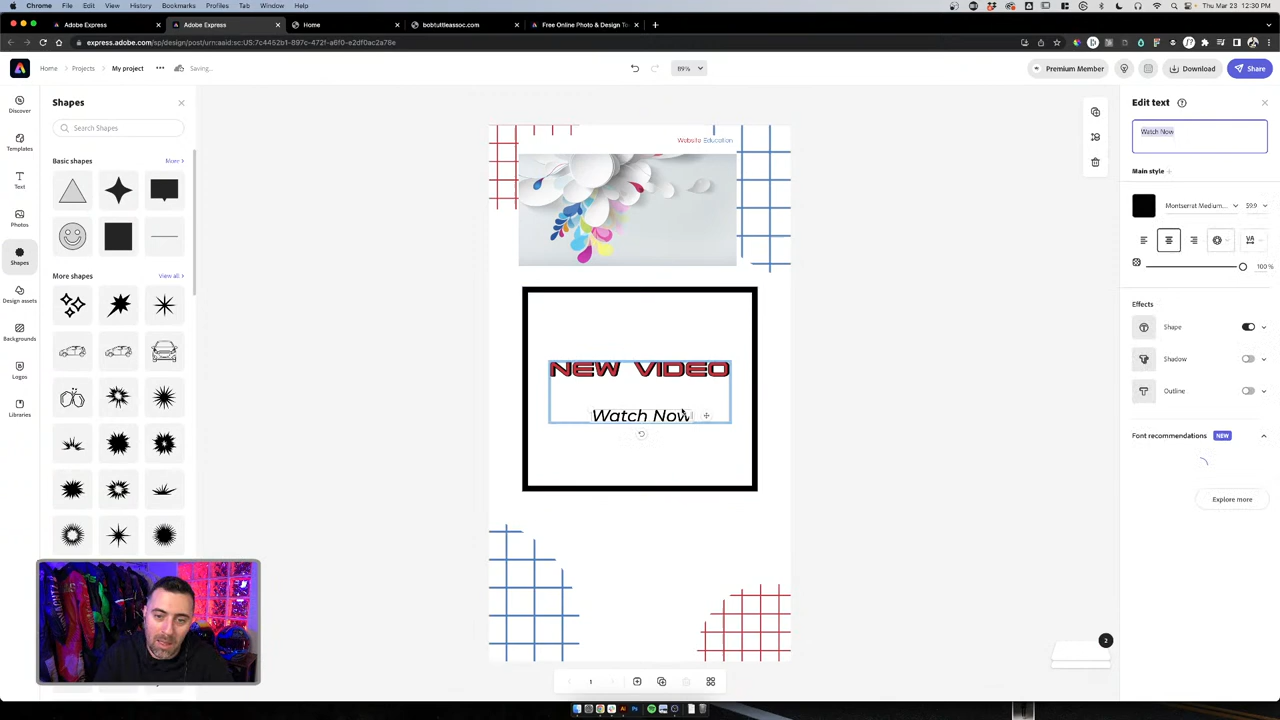 Chrome File Edit View History Bookmarks Profiles Tab Window Help
Thu Mar 23 12:30 PM
Adobe Express
Adobe Express
Home
bobtuttleassoc.com
Free Online Photo & Design To
express.adobe.com/sp/design/post/urn:aaid:sc:US:7c4452b1-897c-472f-a6f0-e2df0ac2a78e
Home Projects My project Saving... 89% Premium Member Download Share
Discover
Templates
Text
Photos
Shapes
Design assets
Backgrounds
Logos
Libraries
Shapes
Search Shapes
Basic shapes More
More shapes View all
Website Education
NEW VIDEO
Watch Now
1
2
Edit text
Watch Now
Main style
Montserrat Medium... 59.9
100 %
Effects
Shape
Shadow
Outline
Font recommendations NEW
Explore more